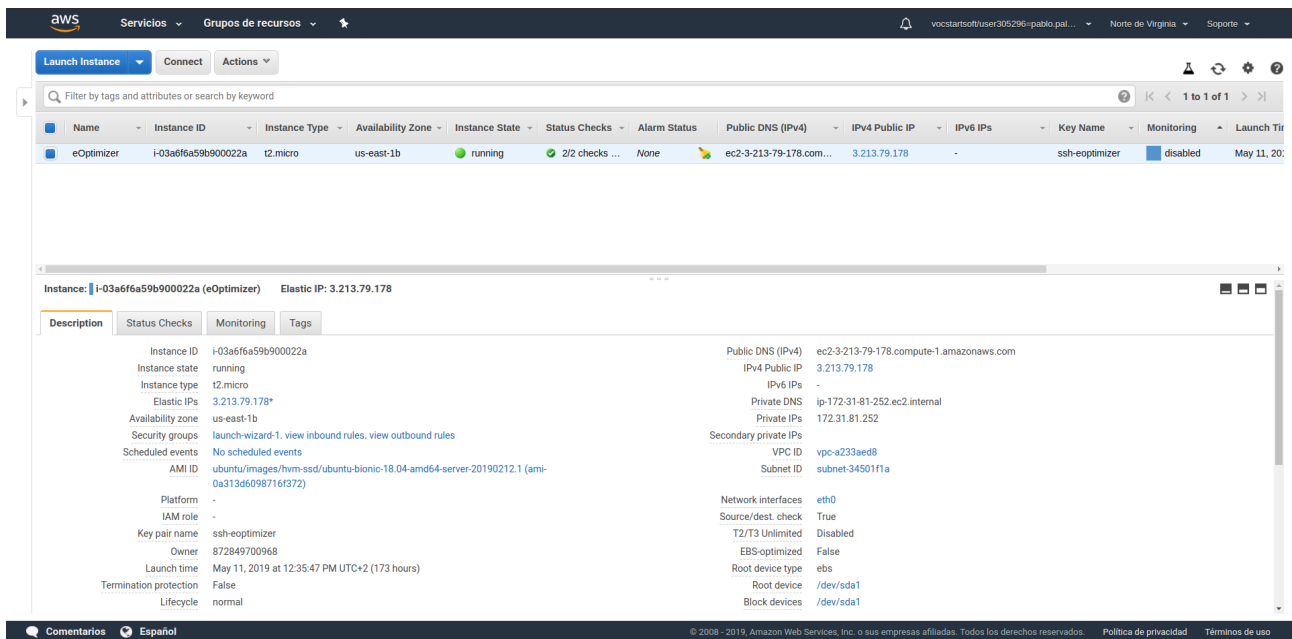 aws Servicios Grupos de recursos vocstartsoft/user305296=pablo.pal... Norte de Virginia Soporte
Launch Instance Connect Actions
Filter by tags and attributes or search by keyword 1 to 1 of 1
Name Instance ID Instance Type Availability Zone Instance State Status Checks Alarm Status Public DNS (IPv4) IPv4 Public IP IPv6 IPs Key Name Monitoring Launch Tir
eOptimizer i-03a6f6a59b900022a t2.micro us-east-1b running 2/2 checks ... None ec2-3-213-79-178.com... 3.213.79.178 - ssh-eoptimizer disabled May 11, 201
Instance: i-03a6f6a59b900022a (eOptimizer) Elastic IP: 3.213.79.178
Description Status Checks Monitoring Tags
Instance ID i-03a6f6a59b900022a Public DNS (IPv4) ec2-3-213-79-178.compute-1.amazonaws.com
Instance state running IPv4 Public IP 3.213.79.178
Instance type t2.micro IPv6 IPs -
Elastic IPs 3.213.79.178* Private DNS ip-172-31-81-252.ec2.internal
Availability zone us-east-1b Private IPs 172.31.81.252
Security groups launch-wizard-1. view inbound rules. view outbound rules Secondary private IPs
Scheduled events No scheduled events VPC ID vpc-a233aed8
AMI ID ubuntu/images/hvm-ssd/ubuntu-bionic-18.04-amd64-server-20190212.1 (ami- Subnet ID subnet-34501f1a
0a313d6098716f372)
Platform - Network interfaces eth0
IAM role - Source/dest. check True
Key pair name ssh-eoptimizer T2/T3 Unlimited Disabled
Owner 872849700968 EBS-optimized False
Launch time May 11, 2019 at 12:35:47 PM UTC+2 (173 hours) Root device type ebs
Termination protection False Root device /dev/sda1
Lifecycle normal Block devices /dev/sda1
Comentarios Español © 2008 - 2019, Amazon Web Services, Inc. o sus empresas afiliadas. Todos los derechos reservados. Política de privacidad Términos de uso